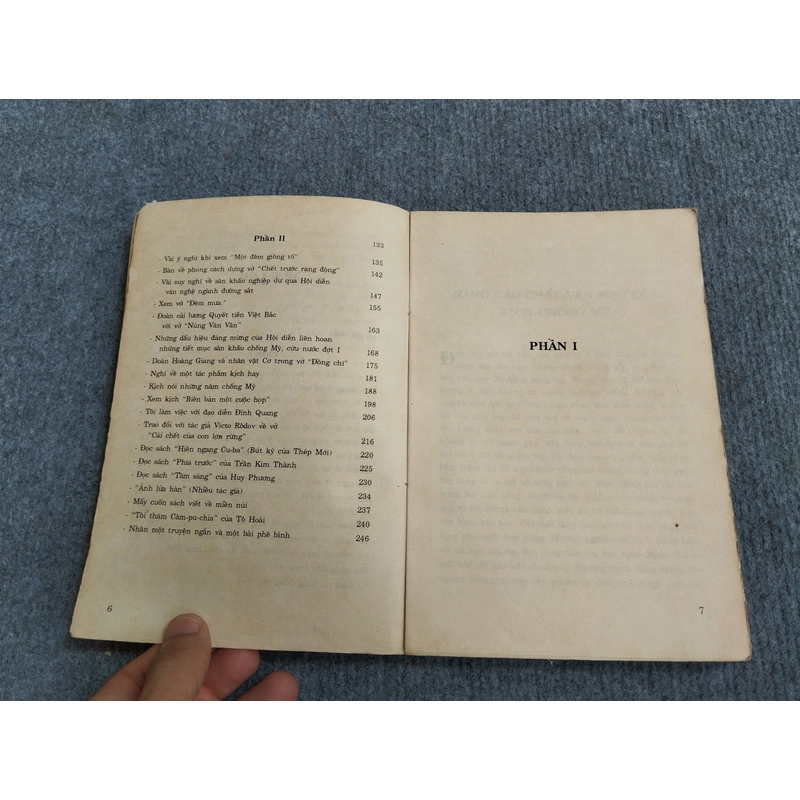 Phần II 133
- Vài ý nghĩ khi xem "Một đêm giông tố" 135
- Bàn về phong cách dựng vở "Chết trước rạng động" 142
- Vài suy nghĩ về sân khấu nghiệp dư qua Hội diễn
văn nghệ ngành đường sắt 147
- Xem vở "Đêm mưa." 155
- Đoàn cải lương Quyết tiến Việt Bắc
với vở "Nùng Văn Vân" 163
- Những dấu hiệu đáng mừng của Hội diễn liên hoan
những tiết mục sân khấu chống Mỹ, cứu nước đợt I 168
- Doãn Hoàng Giang và nhân vật Cơ trong vở "Đồng chí" 175
- Nghĩ về một tác phẩm kịch hay 181
- Kịch nói những năm chống Mỹ 188
- Xem kịch "Biên bản một cuộc họp" 198
- Tôi làm việc với đạo diễn Đình Quang 206
- Trao đổi với tác giả Victo Rôdov về vở
"Cái chết của con lợn rừng" 216
- Đọc sách "Hiên ngang Cu-ba" (Bút ký của Thép Mới) 220
- Đọc sách "Phía trước" của Trần Kim Thành 225
- Đọc sách "Tầm sáng" của Huy Phương 230
- "Ánh lửa hàn" (Nhiều tác giả) 234
- Mấy cuốn sách viết về miền núi 237
- "Tôi thăm Căm-pu-chia" của Tô Hoài 240
- Nhân một truyện ngắn và một bài phê bình 246
6
PHẦN I
7